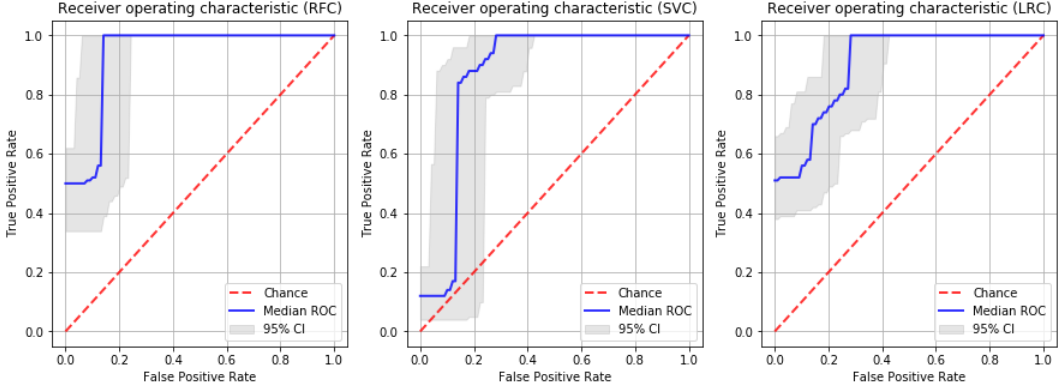 Receiver operating characteristic (RFC)
True Positive Rate
1.0
0.8
0.6
0.4
0.2
0.0
Chance
Median ROC
95% CI
0.0 0.2 0.4 0.6 0.8 1.0
False Positive Rate
Receiver operating characteristic (SVC)
True Positive Rate
1.0
0.8
0.6
0.4
0.2
0.0
Chance
Median ROC
95% CI
0.0 0.2 0.4 0.6 0.8 1.0
False Positive Rate
Receiver operating characteristic (LRC)
True Positive Rate
1.0
0.8
0.6
0.4
0.2
0.0
Chance
Median ROC
95% CI
0.0 0.2 0.4 0.6 0.8 1.0
False Positive Rate